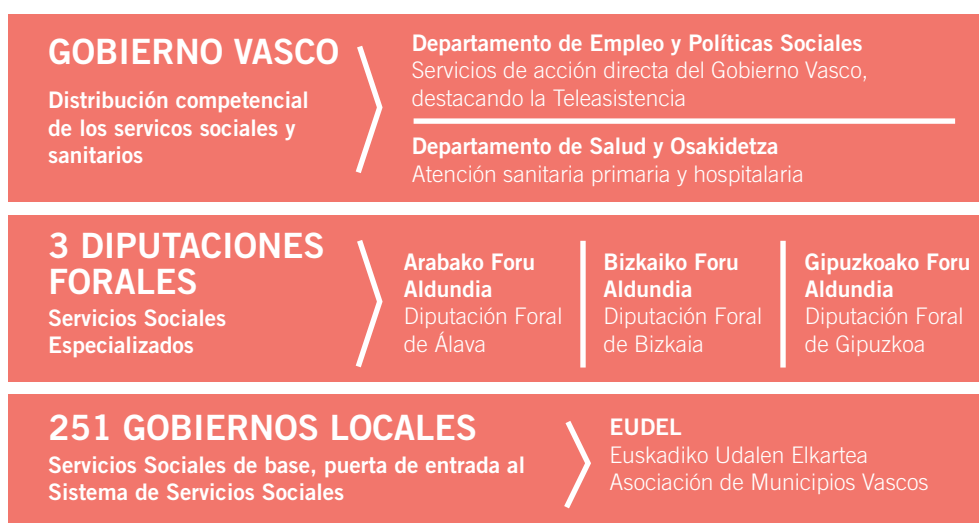 GOBIERNO VASCO
Distribución competencial
de los servicos sociales y
sanitarios
Departamento de Empleo y Políticas Sociales
Servicios de acción directa del Gobierno Vasco,
destacando la Teleasistencia
Departamento de Salud y Osakidetza
Atención sanitaria primaria y hospitalaria
3 DIPUTACIONES
FORALES
Servicios Sociales
Especializados
Arabako Foru
Aldundia
Diputación Foral
de Álava
Bizkaiko Foru
Aldundia
Diputación Foral
de Bizkaia
Gipuzkoako Foru
Aldundia
Diputación Foral
de Gipuzkoa
251 GOBIERNOS LOCALES
Servicios Sociales de base, puerta de entrada al
Sistema de Servicios Sociales
EUDEL
Euskadiko Udalen Elkartea
Asociación de Municipios Vascos